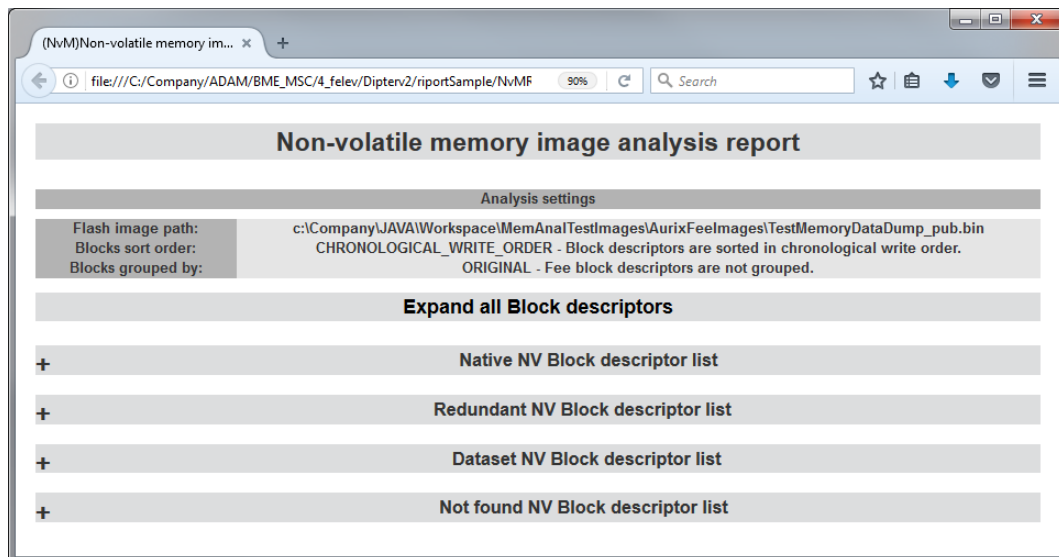 (NvM)Non-volatile memory im...
file:///C:/Company/ADAM/BME_MSC/4_felev/Dipterv2/riportSample/NvMF
90%
Search
Non-volatile memory image analysis report
Analysis settings
Flash image path: c:\Company\JAVA\Workspace\MemAnalTestImages\AurixFeeImages\TestMemoryDataDump_pub.bin
Blocks sort order: CHRONOLOGICAL_WRITE_ORDER - Block descriptors are sorted in chronological write order.
Blocks grouped by: ORIGINAL - Fee block descriptors are not grouped.
Expand all Block descriptors
+ Native NV Block descriptor list
+ Redundant NV Block descriptor list
+ Dataset NV Block descriptor list
+ Not found NV Block descriptor list